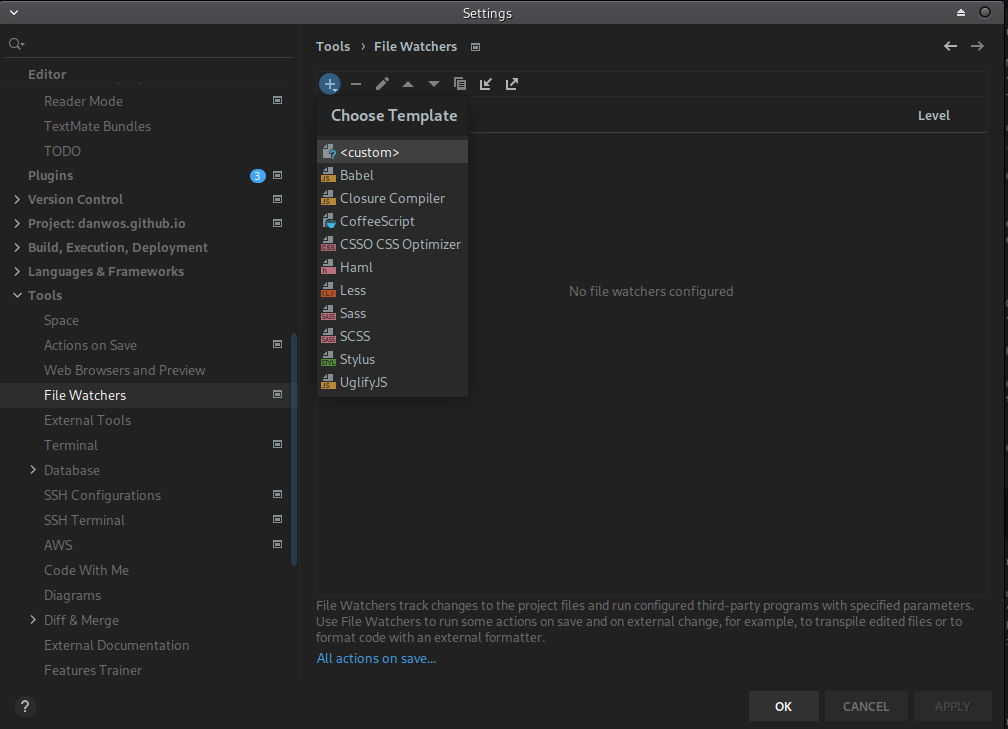 Settings
Editor
Reader Mode
TextMate Bundles
TODO
Plugins 3
Version Control
Project: danwos.github.io
Build, Execution, Deployment
Languages & Frameworks
Tools
Space
Actions on Save
Web Browsers and Preview
File Watchers
External Tools
Terminal
Database
SSH Configurations
SSH Terminal
AWS
Code With Me
Diagrams
Diff & Merge
External Documentation
Features Trainer
?
Tools › File Watchers
Choose Template
Level
<custom>
Babel
Closure Compiler
CoffeeScript
CSSO CSS Optimizer
Haml
Less
Sass
SCSS
Stylus
UglifyJS
No file watchers configured
File Watchers track changes to the project files and run configured third-party programs with specified parameters.
Use File Watchers to run some actions on save and on external change, for example, to transpile edited files or to
format code with an external formatter.
All actions on save...
OK CANCEL APPLY